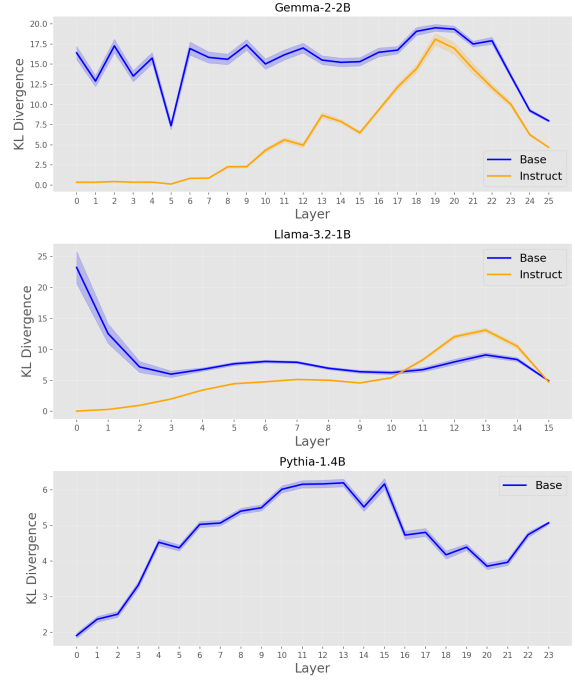 Gemma-2-2B
KL Divergence
20.0
17.5
15.0
12.5
10.0
7.5
5.0
2.5
0.0
Base
Instruct
0 1 2 3 4 5 6 7 8 9 10 11 12 13 14 15 16 17 18 19 20 21 22 23 24 25
Layer
Llama-3.2-1B
KL Divergence
25
20
15
10
5
0
Base
Instruct
0 1 2 3 4 5 6 7 8 9 10 11 12 13 14 15
Layer
Pythia-1.4B
KL Divergence
6
5
4
3
2
Base
0 1 2 3 4 5 6 7 8 9 10 11 12 13 14 15 16 17 18 19 20 21 22 23
Layer